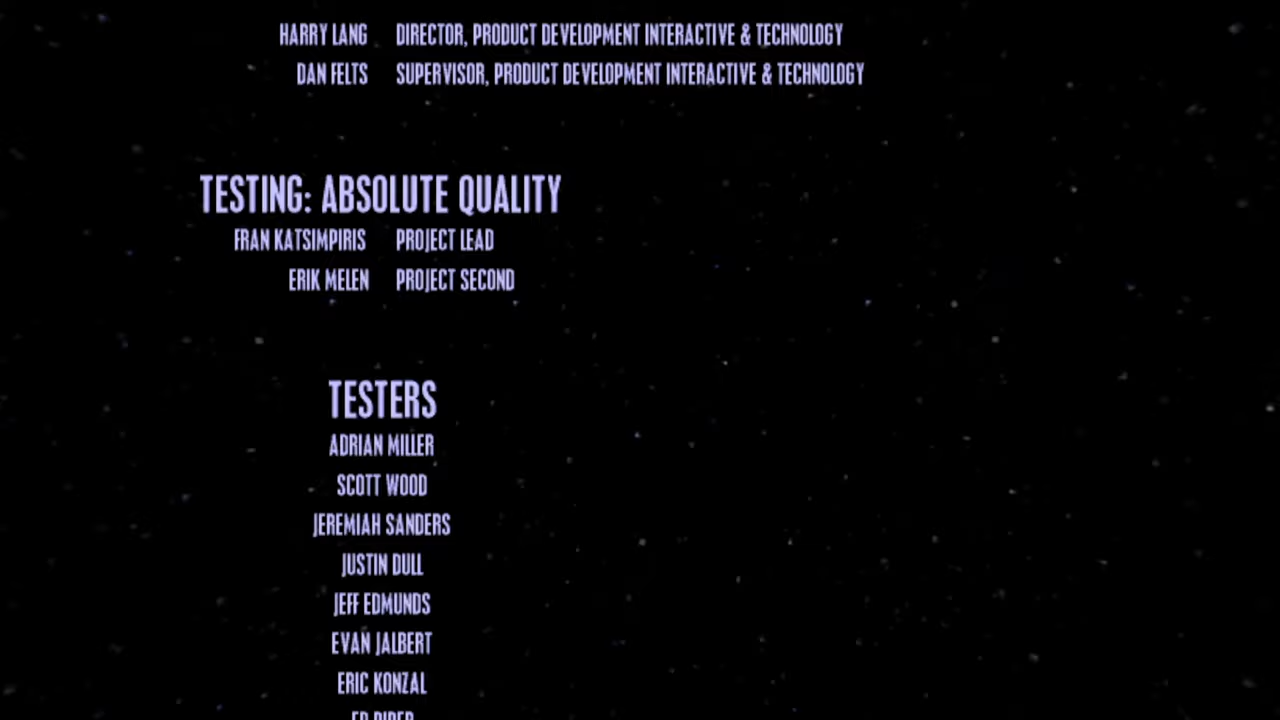 HARRY LANG DIRECTOR, PRODUCT DEVELOPMENT INTERACTIVE & TECHNOLOGY
DAN FELTS SUPERVISOR, PRODUCT DEVELOPMENT INTERACTIVE & TECHNOLOGY
TESTING: ABSOLUTE QUALITY
FRAN KATSIMPIRIS PROJECT LEAD
ERIK MELEN PROJECT SECOND
TESTERS
ADRIAN MILLER
SCOTT WOOD
JEREMIAH SANDERS
JUSTIN DULL
JEFF EDMUNDS
EVAN JALBERT
ERIC KONZAL